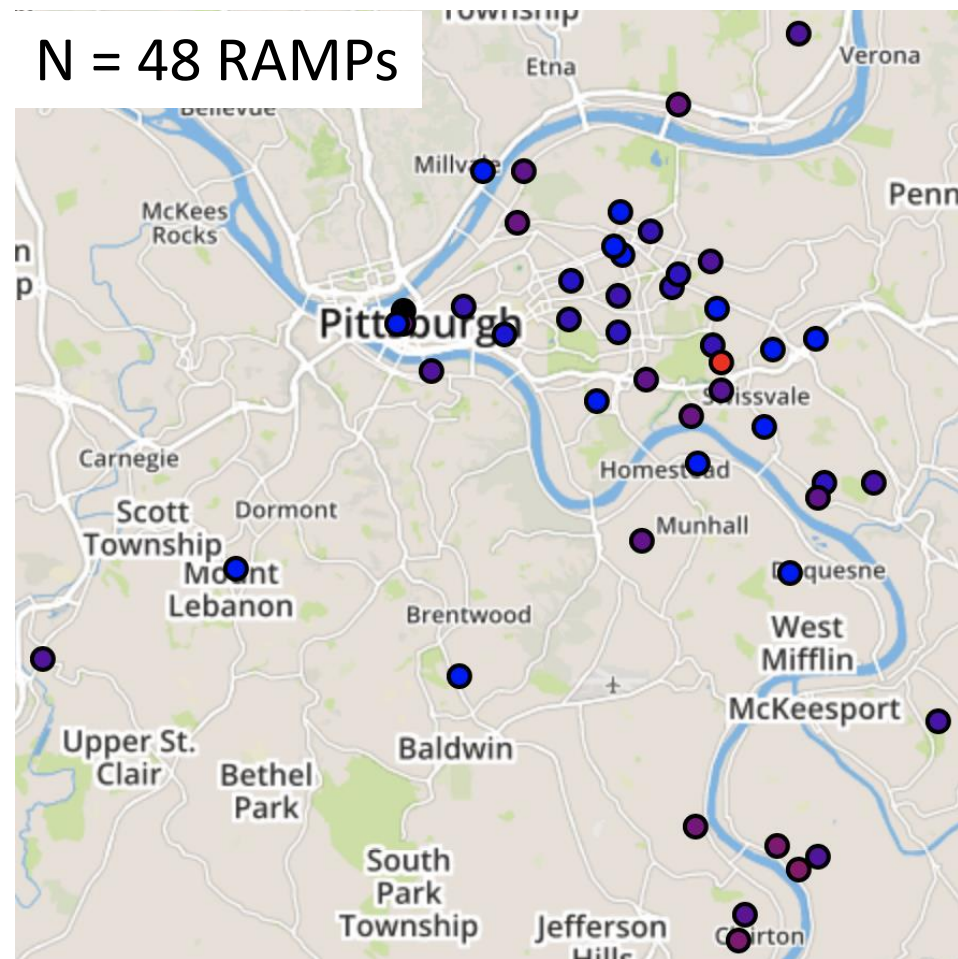 Township
N = 48 RAMPs
Verona
Etna
Bellevue
Millvale
Penn
McKees
Rocks
n
p
Pittsburgh
Swissvale
Carnegie
Homestead
Scott
Township
Dormont
Munhall
Mount
Lebanon
Duquesne
Brentwood
West
Mifflin
McKeesport
Upper St.
Clair
Baldwin
Bethel
Park
South
Park
Township
Jefferson
Hills
Clairton